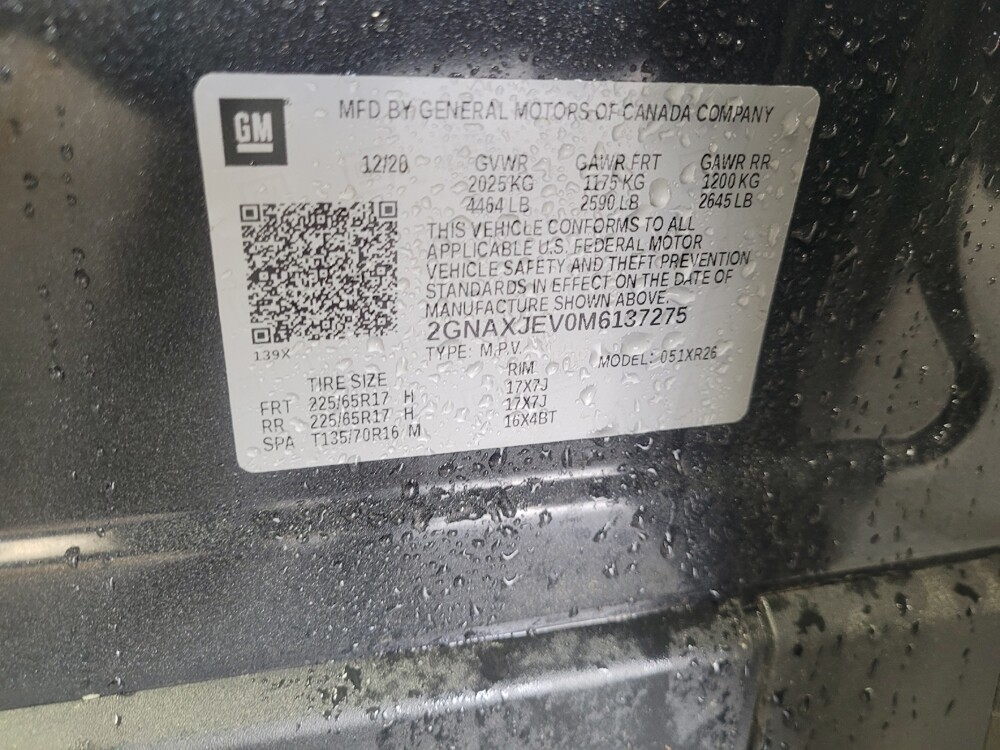 GM
MFD BY GENERAL MOTORS OF CANADA COMPANY
12/20 GVWR GAWR FRT GAWR RR
2025 KG 1175 KG 1200 KG
4464 LB 2590 LB 2645 LB
THIS VEHICLE CONFORMS TO ALL
APPLICABLE U.S. FEDERAL MOTOR
VEHICLE SAFETY AND THEFT PREVENTION
STANDARDS IN EFFECT ON THE DATE OF
MANUFACTURE SHOWN ABOVE.
2GNAXJEV0M6137275
139X
TYPE: M.P.V. MODEL: 051XR26
TIRE SIZE RIM
FRT 225/65R17 H 17X7J
RR 225/65R17 H 17X7J
SPA T135/70R16 M 16X4BT